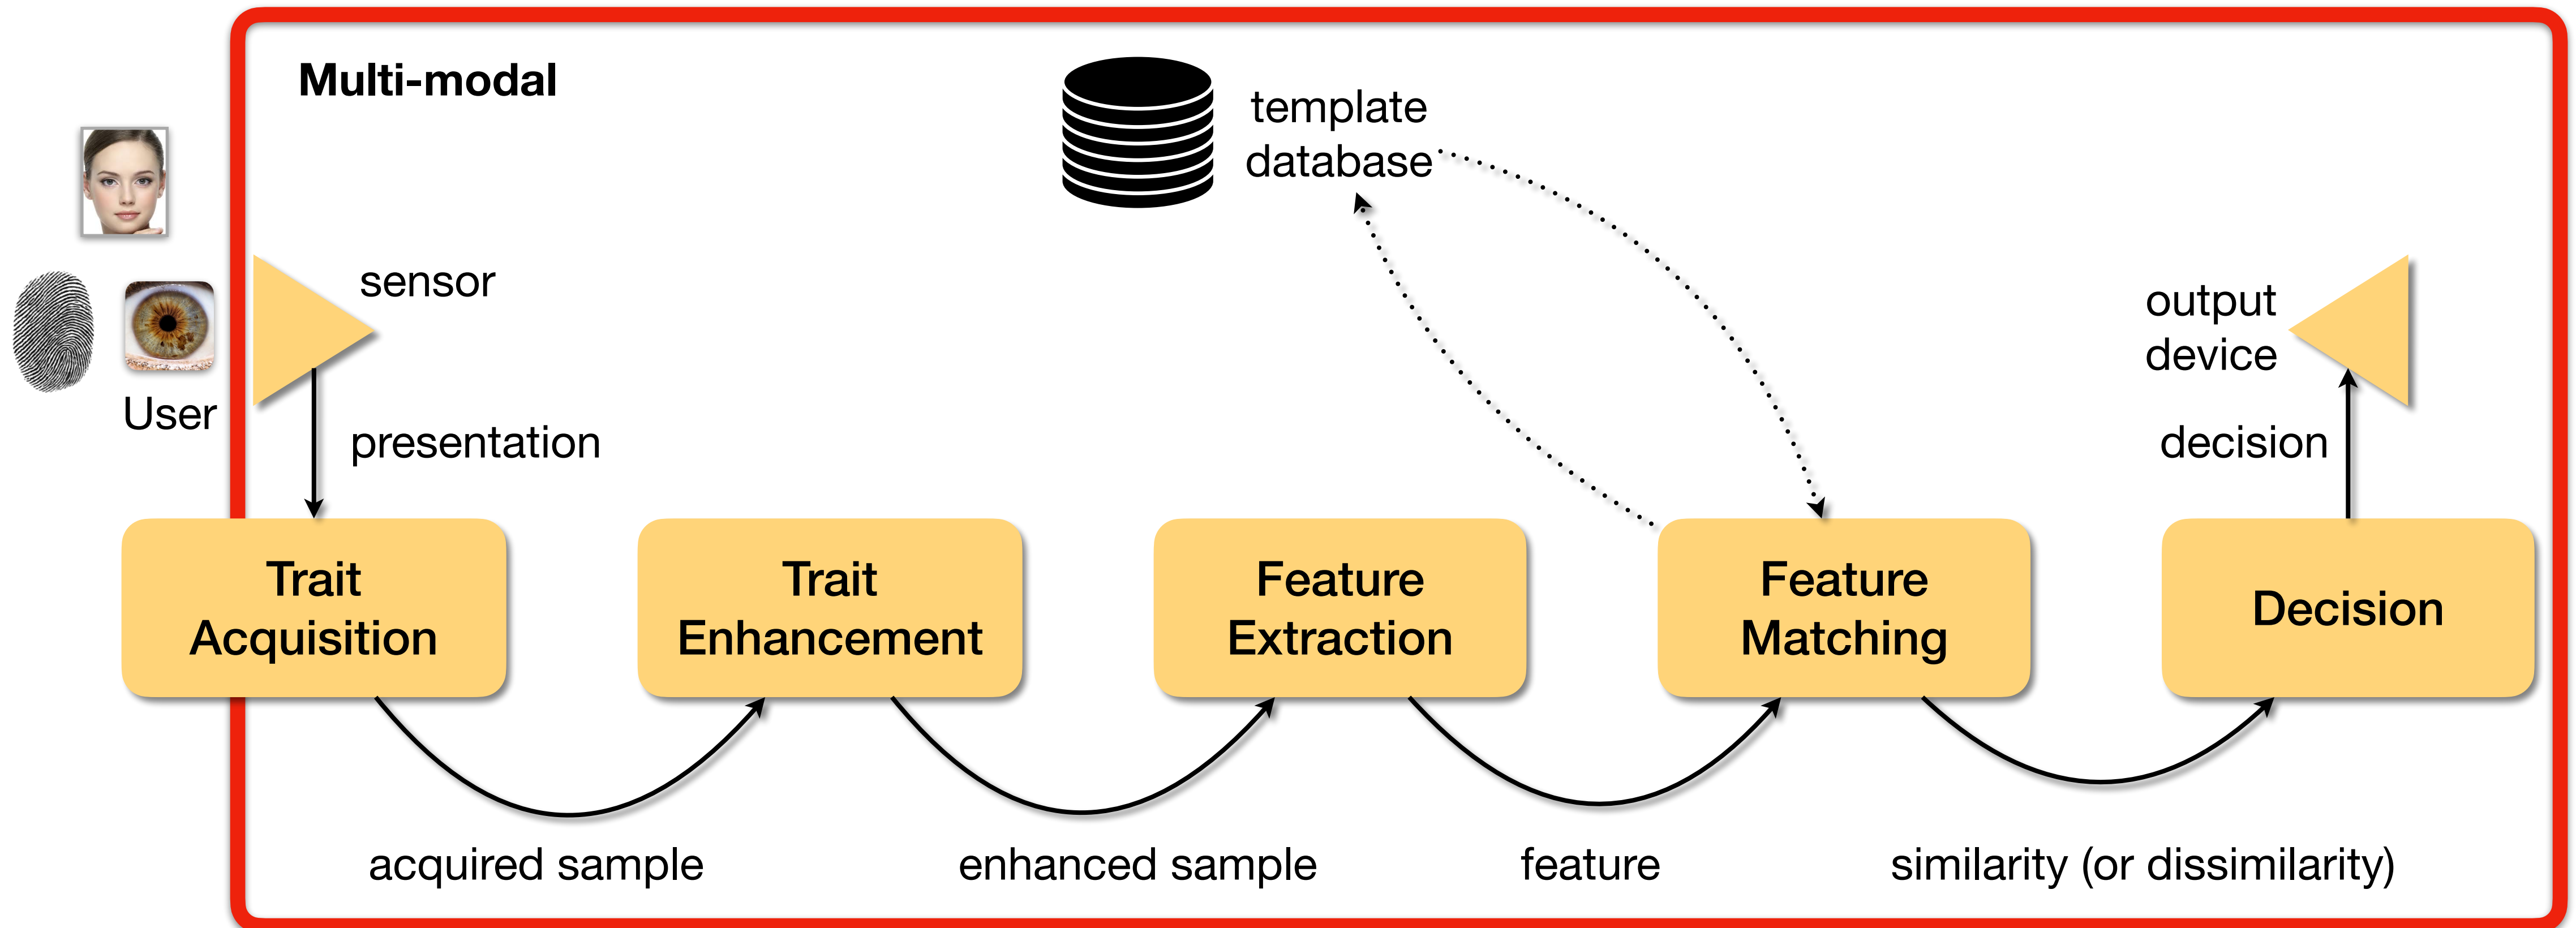 Multi-modal
template
database
sensor
output
device
User
presentation
decision
Trait
Acquisition
Trait
Enhancement
Feature
Extraction
Feature
Matching
Decision
acquired sample
enhanced sample
feature
similarity (or dissimilarity)